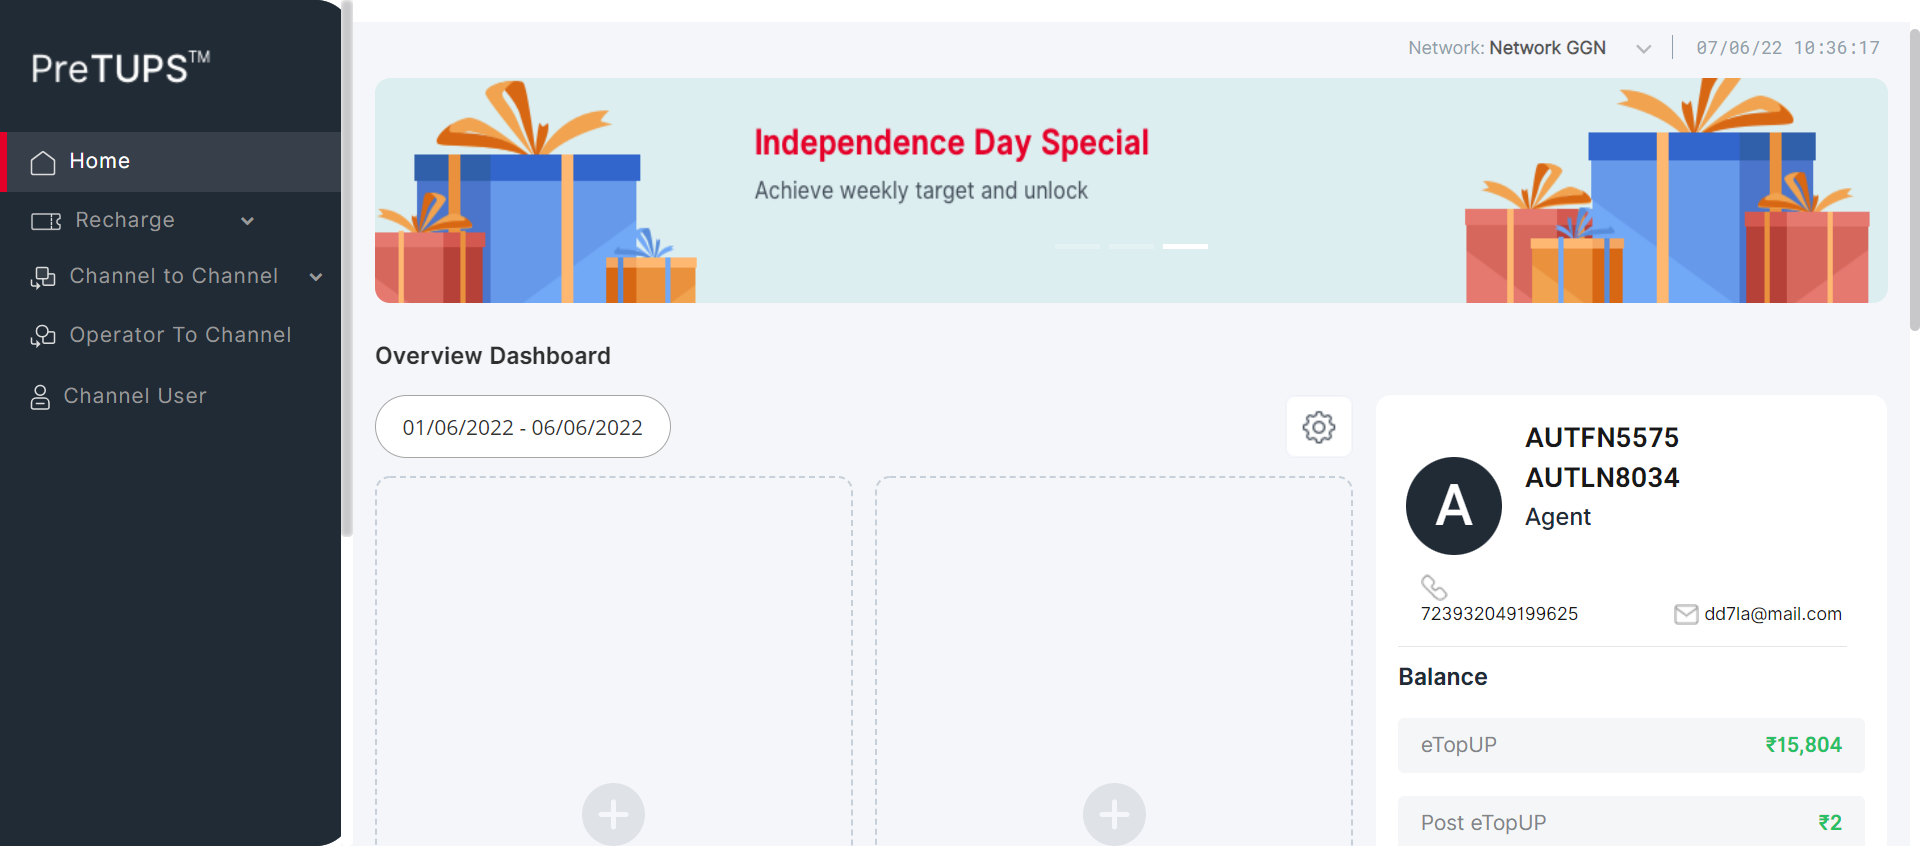 PreTUPS™
Home
Recharge
Channel to Channel
Operator To Channel
Channel User
Network: Network GGN
07/06/22 10:36:17
Independence Day Special
Achieve weekly target and unlock
Overview Dashboard
01/06/2022 - 06/06/2022
A
AUTFN5575
AUTLN8034
Agent
723932049199625
dd7la@mail.com
Balance
eTopUP ₹15,804
Post eTopUP ₹2